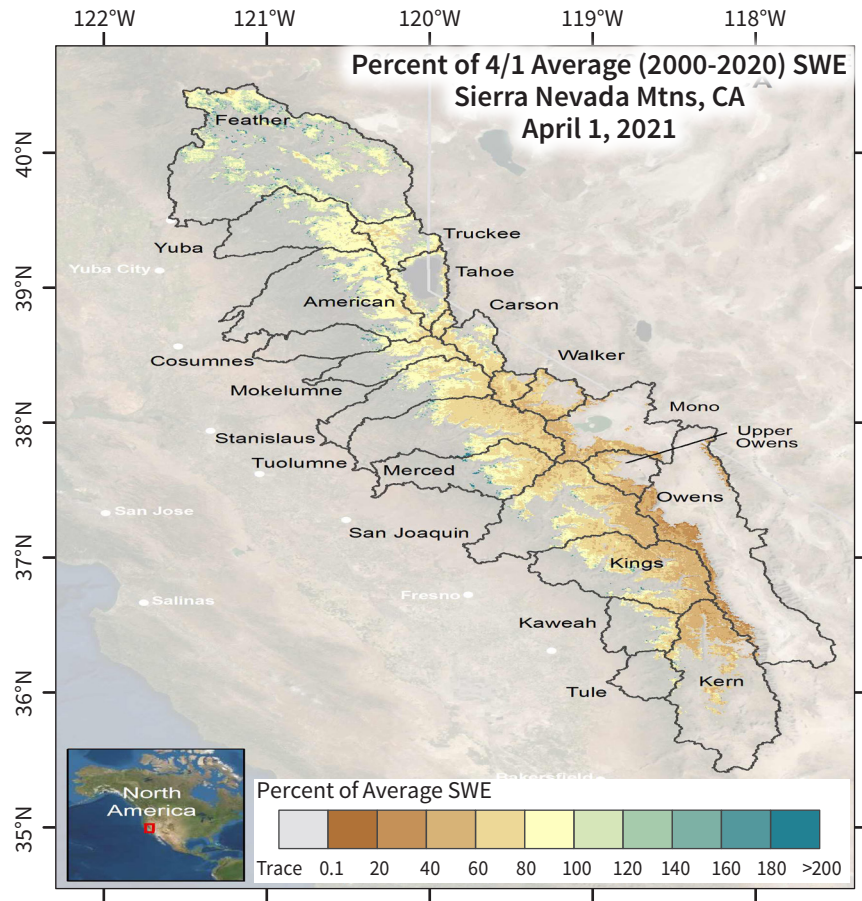 122°W 121°W 120°W 119°W 118°W
Percent of 4/1 Average (2000-2020) SWE
Sierra Nevada Mtns, CA
April 1, 2021
A
40°N
39°N
38°N
37°N
36°N
35°N
Feather
Truckee
Yuba
Yuba City
Tahoe
American
Carson
Cosumnes
Walker
Mokelumne
Mono
Stanislaus
Upper
Owens
Tuolumne
Merced
Owens
San Jose
San Joaquin
Kings
Fresno
Salinas
Kaweah
Kern
Tule
Bakersfield
North
America
Percent of Average SWE
Trace 0.1 20 40 60 80 100 120 140 160 180 >200